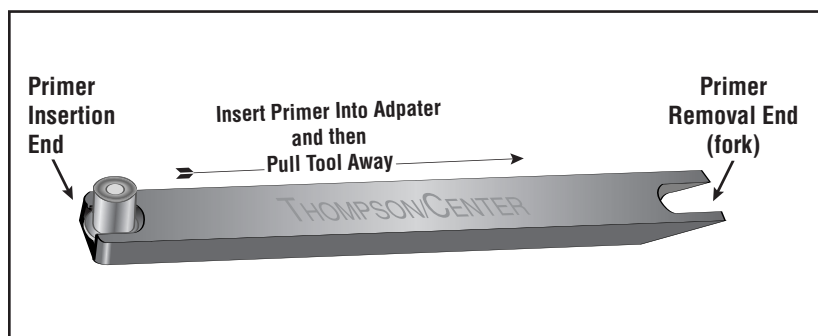 Primer
Insertion
End
Insert Primer Into Adpater
and then
Pull Tool Away
Primer
Removal End
(fork)
THOMPSON/CENTER